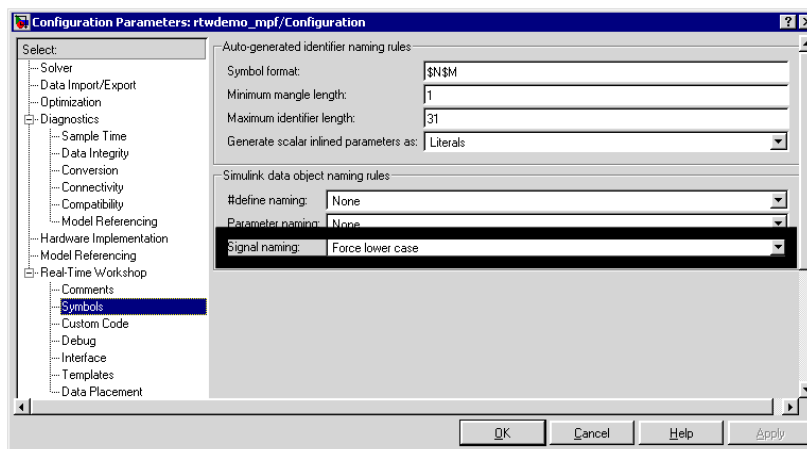 Configuration Parameters: rtwdemo_mpf/Configuration
Select:
Solver
Data Import/Export
Optimization
Diagnostics
Sample Time
Data Integrity
Conversion
Connectivity
Compatibility
Model Referencing
Hardware Implementation
Model Referencing
Real-Time Workshop
Comments
Symbols
Custom Code
Debug
Interface
Templates
Data Placement
Auto-generated identifier naming rules
Symbol format: $N$M
Minimum mangle length: 1
Maximum identifier length: 31
Generate scalar inlined parameters as: Literals
Simulink data object naming rules
#define naming: None
Parameter naming: None
Signal naming: Force lower case
OK Cancel Help Apply